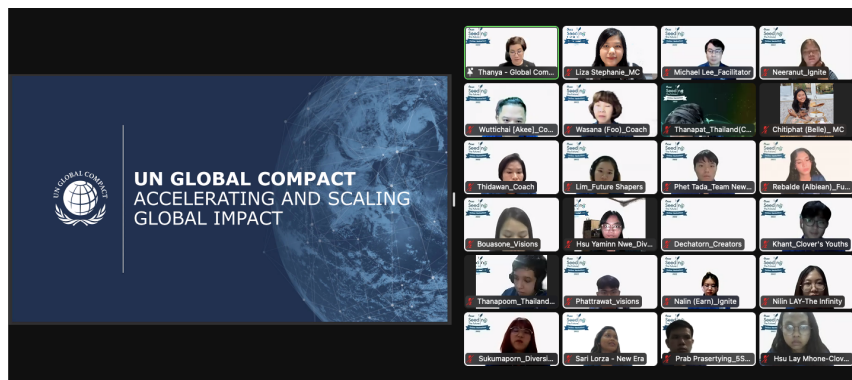 UN GLOBAL COMPACT
UN GLOBAL COMPACT
ACCELERATING AND SCALING
GLOBAL IMPACT
Thanya - Global Com...
Liza Stephanie_MC
Michael Lee_Facilitator
Neeranut_Ignite
Wuttichai [Akee]_Co...
Wasana (Foo)_Coach
Thanapat_Thailand(C...
Chitiphat (Belle)_ MC
Thidawan_Coach
Lim_Future Shapers
Phet Tada_Team New...
Rebalde (Albiean)_Fu...
Bouasone_Visions
Hsu Yaminn Nwe_Div...
Dechatorn_Creators
Khant_Clover's Youths
Thanapoom_Thailand...
Phattrawat_visions
Nalin (Earn)_Ignite
Nilin LAY-The Infinity
Sukumaporn_Diversi...
Sari Lorza - New Era
Prab Prasertying_5S...
Hsu Lay Mhone-Clov...